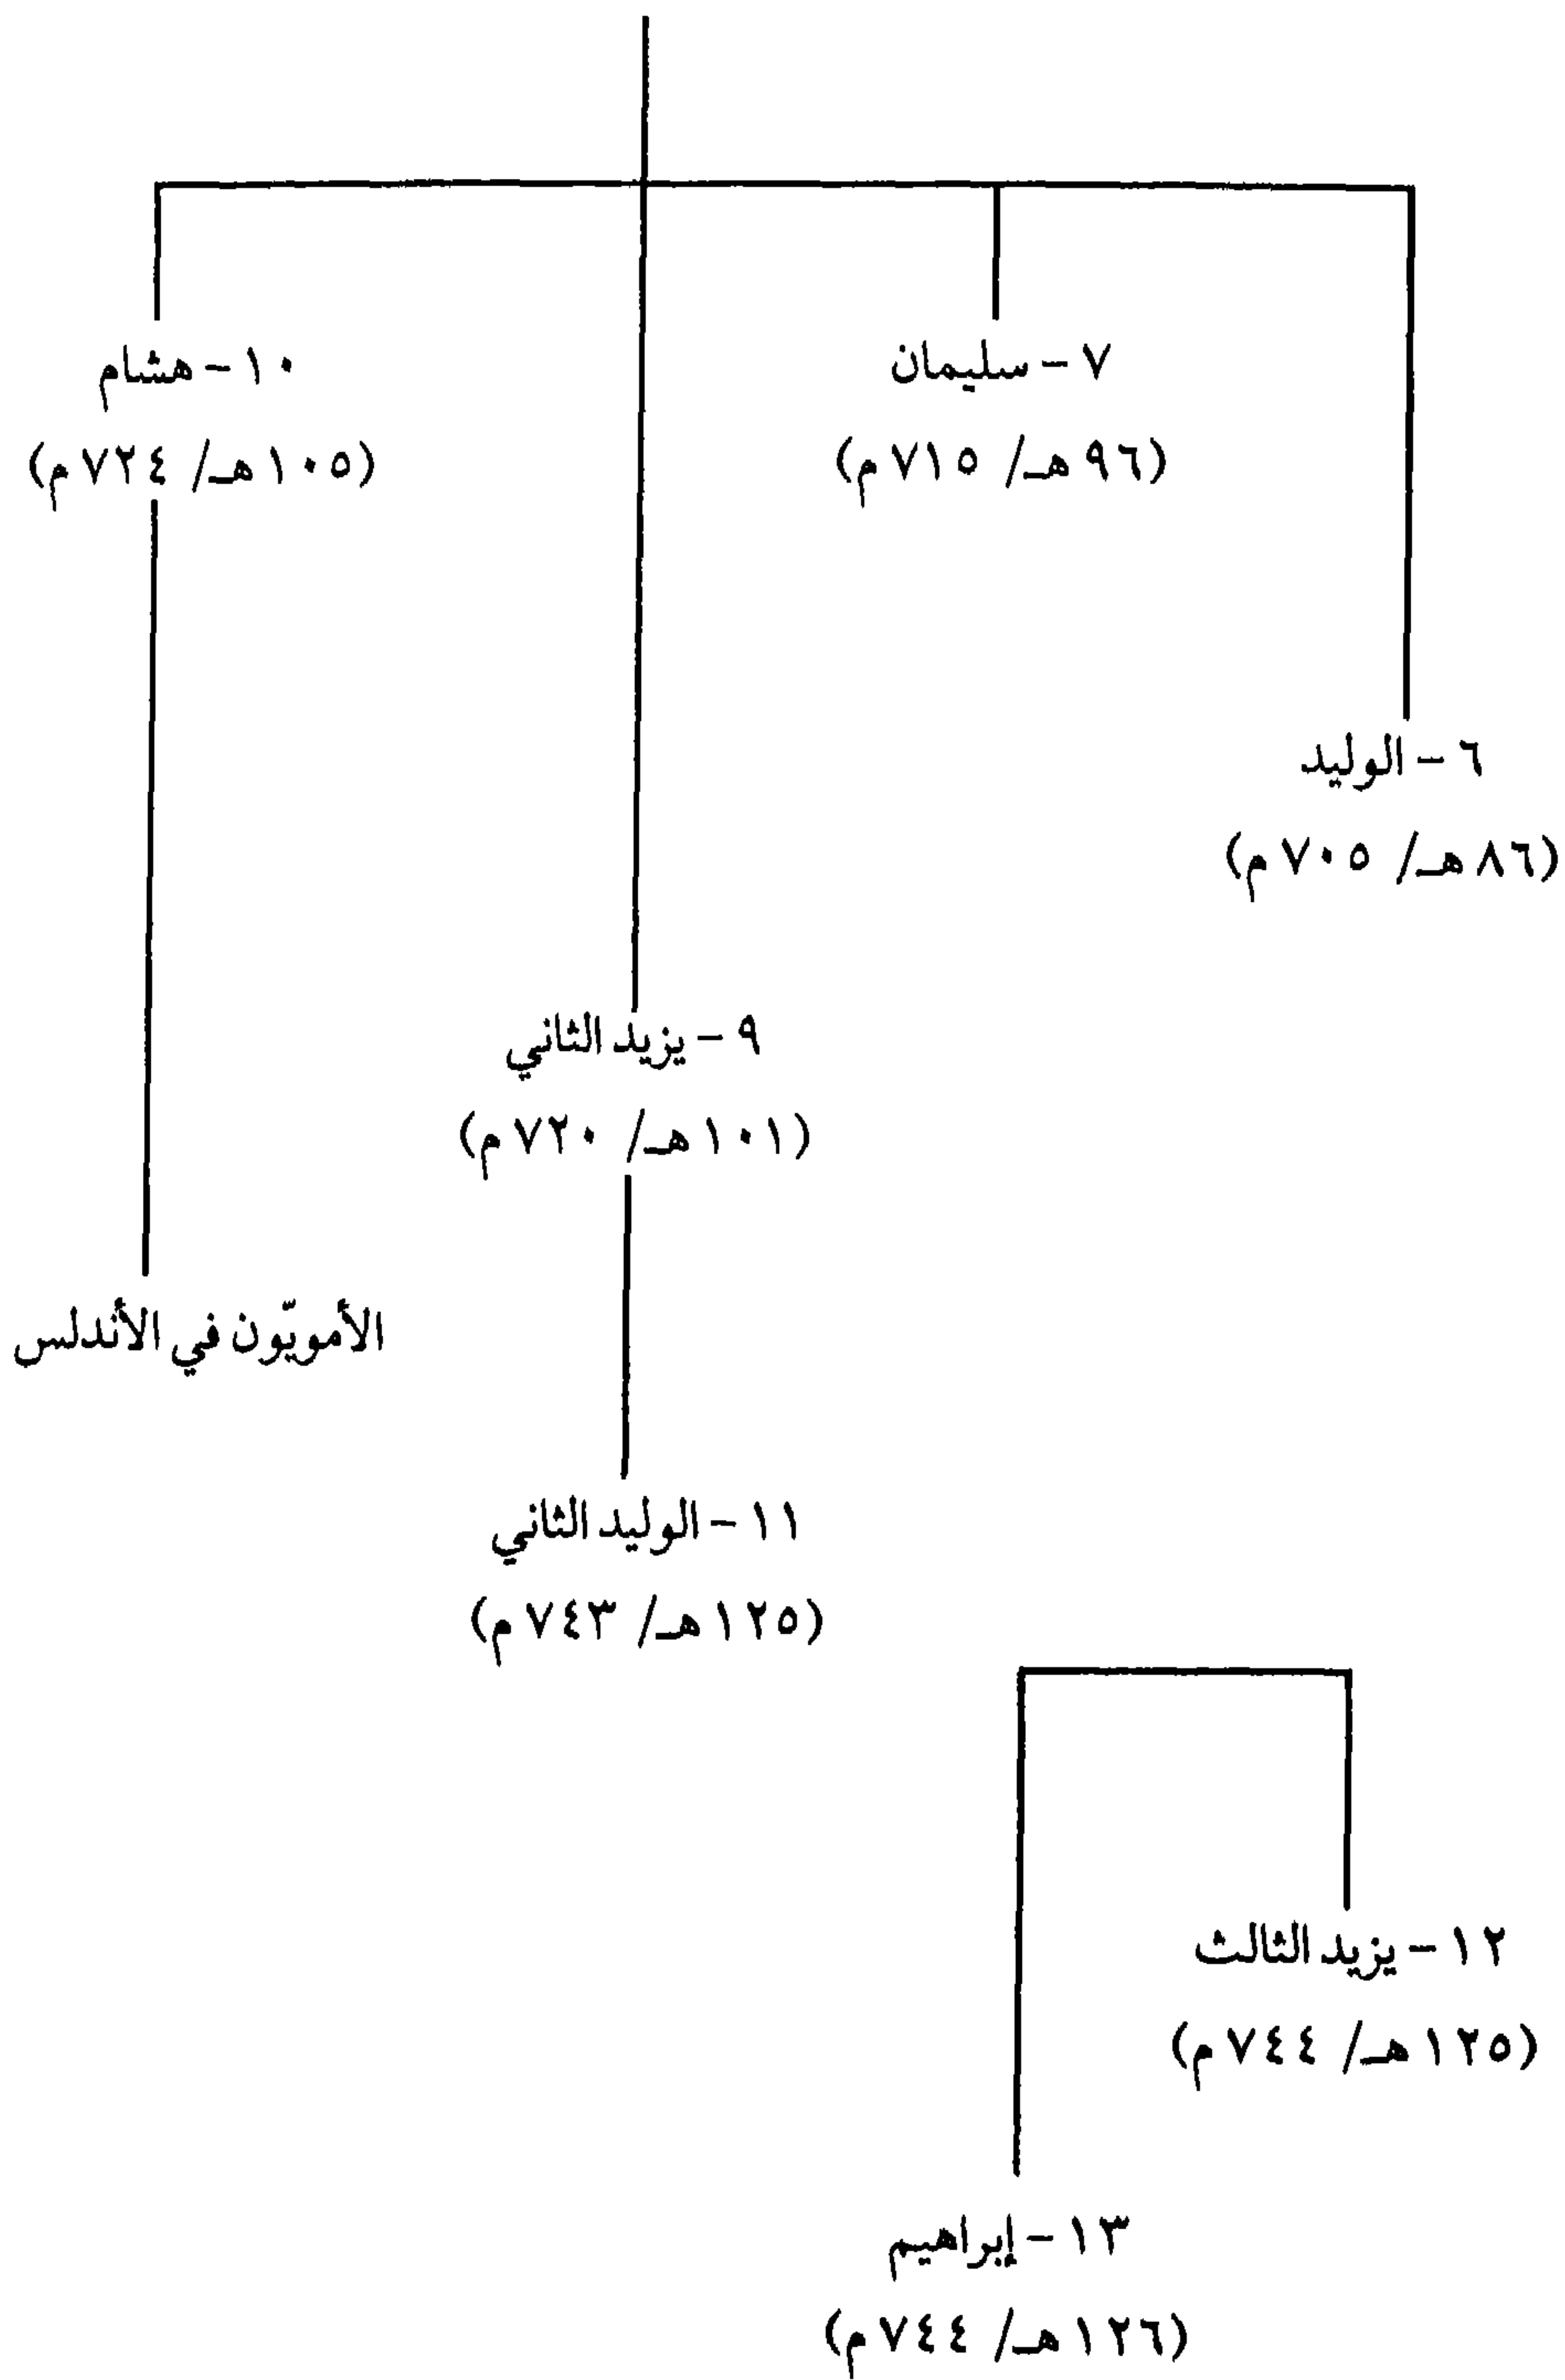 ٧ - سليمان
(٩٦ هـ/ ٧١٥ م)
١٠ - هشام
(١٠٥ هـ/ ٧٢٤ م)
٦ - الوليد
(٨٦ هـ/ ٧٠٥ م)
٩ - يزيد الثاني
(١٠١ هـ/ ٧٢٠ م)
الأمويّون في الأندلس
١١ - الوليد الثاني
(١٢٥ هـ/ ٧٤٣ م)
١٢ - يزيد الثالث
(١٢٥ هـ/ ٧٤٤ م)
١٣ - إبراهيم
(١٢٦ هـ/ ٧٤٤ م)